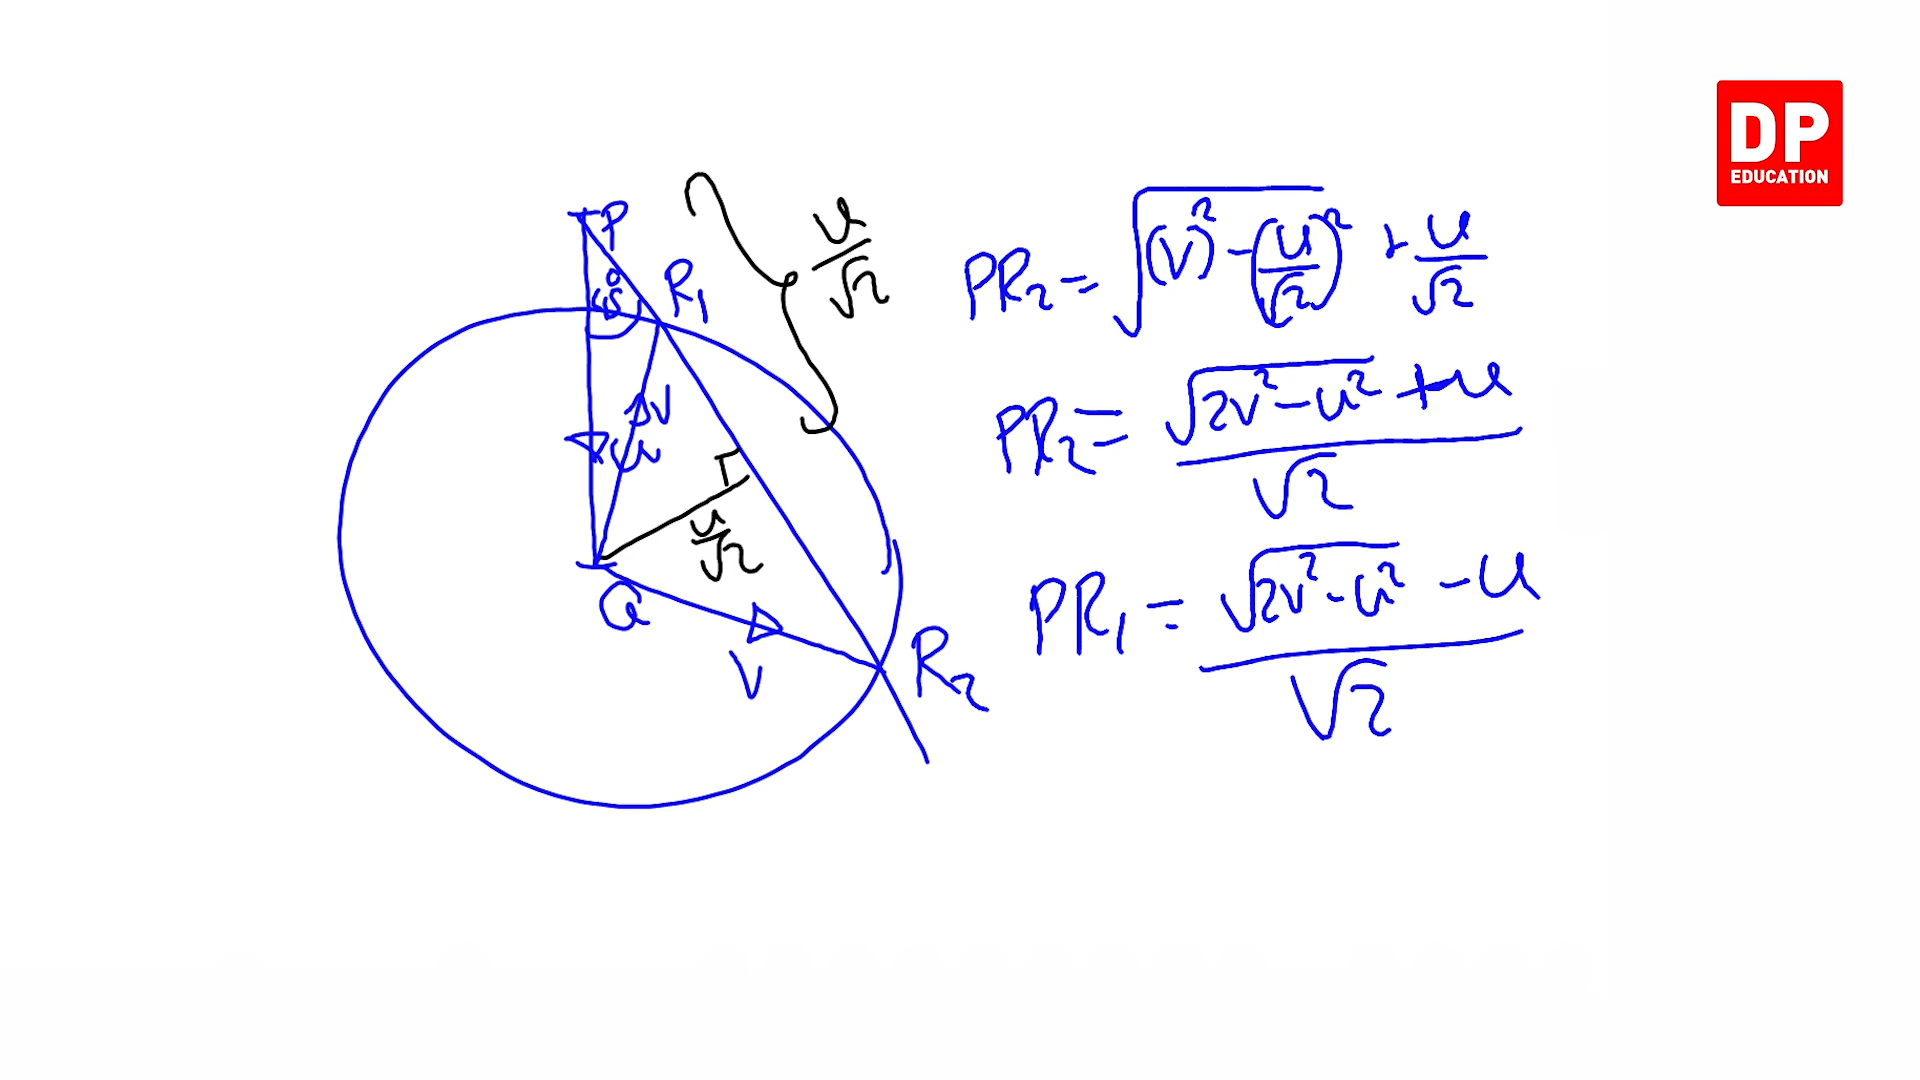 DP
EDUCATION
P
45°
R₁
u/√2
V
u
u/√2
Q
V
R₂
PR₂ = √((V)² - (u/√2)²) + u/√2
PR₂ = (√(2V² - u²) + u)/√2
PR₁ = (√(2V² - u²) - u)/√2